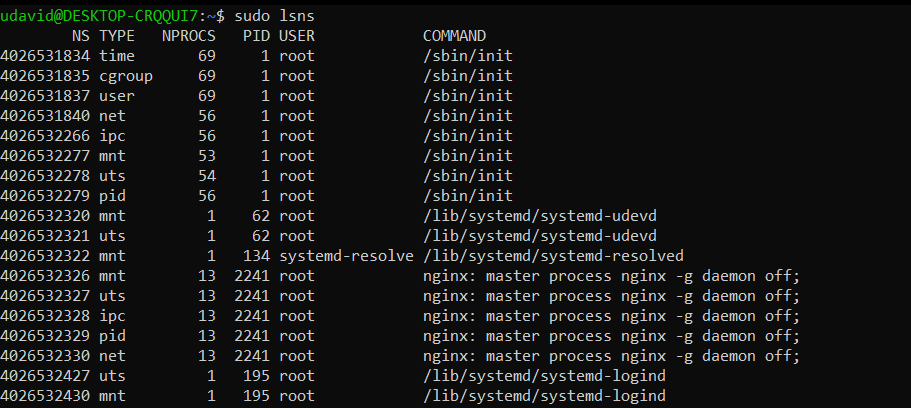 udavid@DESKTOP-CRQQUI7:~$ sudo lsns
        NS TYPE   NPROCS   PID USER            COMMAND
4026531834 time       69     1 root            /sbin/init
4026531835 cgroup     69     1 root            /sbin/init
4026531837 user       69     1 root            /sbin/init
4026531840 net        56     1 root            /sbin/init
4026532266 ipc        56     1 root            /sbin/init
4026532277 mnt        53     1 root            /sbin/init
4026532278 uts        54     1 root            /sbin/init
4026532279 pid        56     1 root            /sbin/init
4026532320 mnt         1    62 root            /lib/systemd/systemd-udevd
4026532321 uts         1    62 root            /lib/systemd/systemd-udevd
4026532322 mnt         1   134 systemd-resolve /lib/systemd/systemd-resolved
4026532326 mnt        13  2241 root            nginx: master process nginx -g daemon off;
4026532327 uts        13  2241 root            nginx: master process nginx -g daemon off;
4026532328 ipc        13  2241 root            nginx: master process nginx -g daemon off;
4026532329 pid        13  2241 root            nginx: master process nginx -g daemon off;
4026532330 net        13  2241 root            nginx: master process nginx -g daemon off;
4026532427 uts         1   195 root            /lib/systemd/systemd-logind
4026532430 mnt         1   195 root            /lib/systemd/systemd-logind